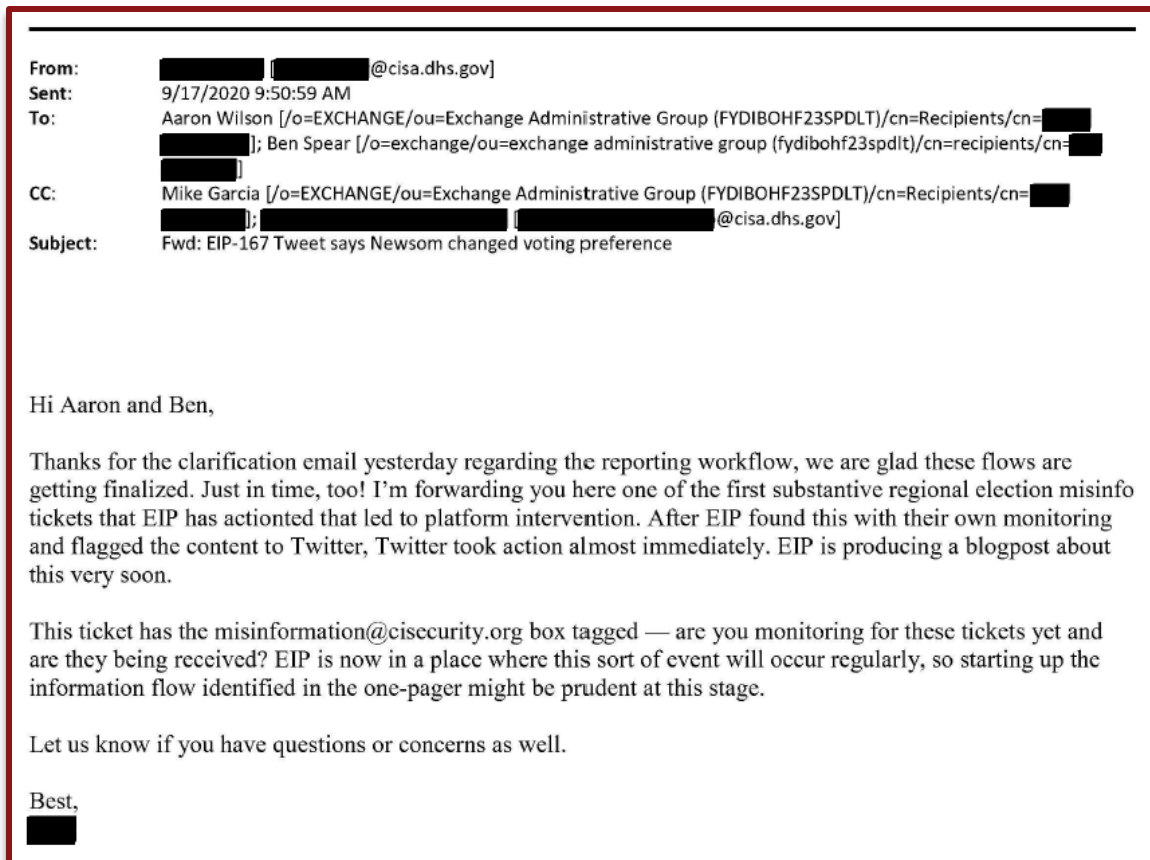 From: [@cisa.dhs.gov]
Sent: 9/17/2020 9:50:59 AM
To: Aaron Wilson [/o=EXCHANGE/ou=Exchange Administrative Group (FYDIBOHF23SPDLT)/cn=Recipients/cn=
]; Ben Spear [/o=exchange/ou=exchange administrative group (fydibohf23spdlt)/cn=recipients/cn=
]
CC: Mike Garcia [/o=EXCHANGE/ou=Exchange Administrative Group (FYDIBOHF23SPDLT)/cn=Recipients/cn=
]; [@cisa.dhs.gov]
Subject: Fwd: EIP-167 Tweet says Newsom changed voting preference
Hi Aaron and Ben,
Thanks for the clarification email yesterday regarding the reporting workflow, we are glad these flows are
getting finalized. Just in time, too! I'm forwarding you here one of the first substantive regional election misinfo
tickets that EIP has actionted that led to platform intervention. After EIP found this with their own monitoring
and flagged the content to Twitter, Twitter took action almost immediately. EIP is producing a blogpost about
this very soon.
This ticket has the misinformation@cisecurity.org box tagged — are you monitoring for these tickets yet and
are they being received? EIP is now in a place where this sort of event will occur regularly, so starting up the
information flow identified in the one-pager might be prudent at this stage.
Let us know if you have questions or concerns as well.
Best,